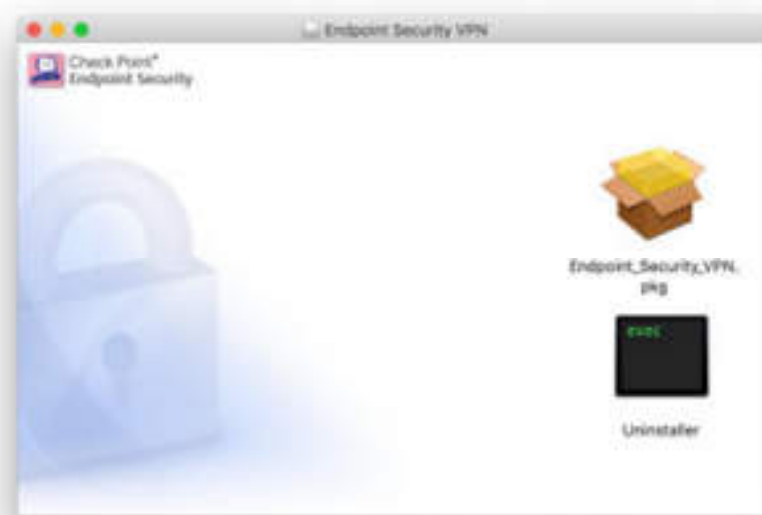 Endpoint Security VPN
Check Point®
Endpoint Security
Endpoint_Security_VPN.
pkg
exec
Uninstaller